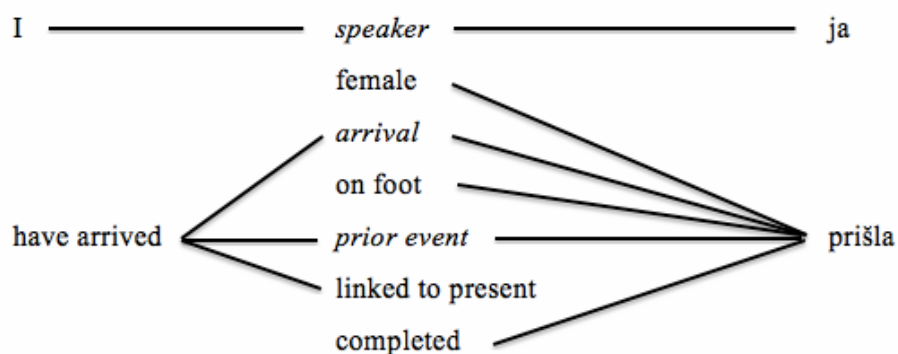 I speaker ja
female
arrival
on foot
have arrived prior event prišla
linked to present
completed